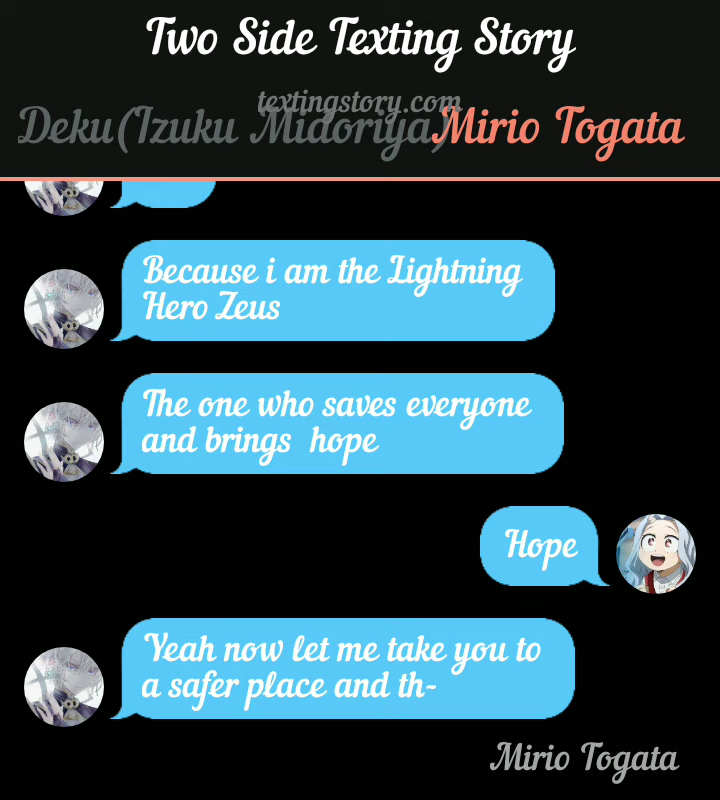 Two Side Texting Story
textingstory.com
Deku(Izuku Midoriya)
Mirio Togata
Because i am the Lightning
Hero Zeus
The one who saves everyone
and brings hope
Hope
Yeah now let me take you to
a safer place and th-
Mirio Togata